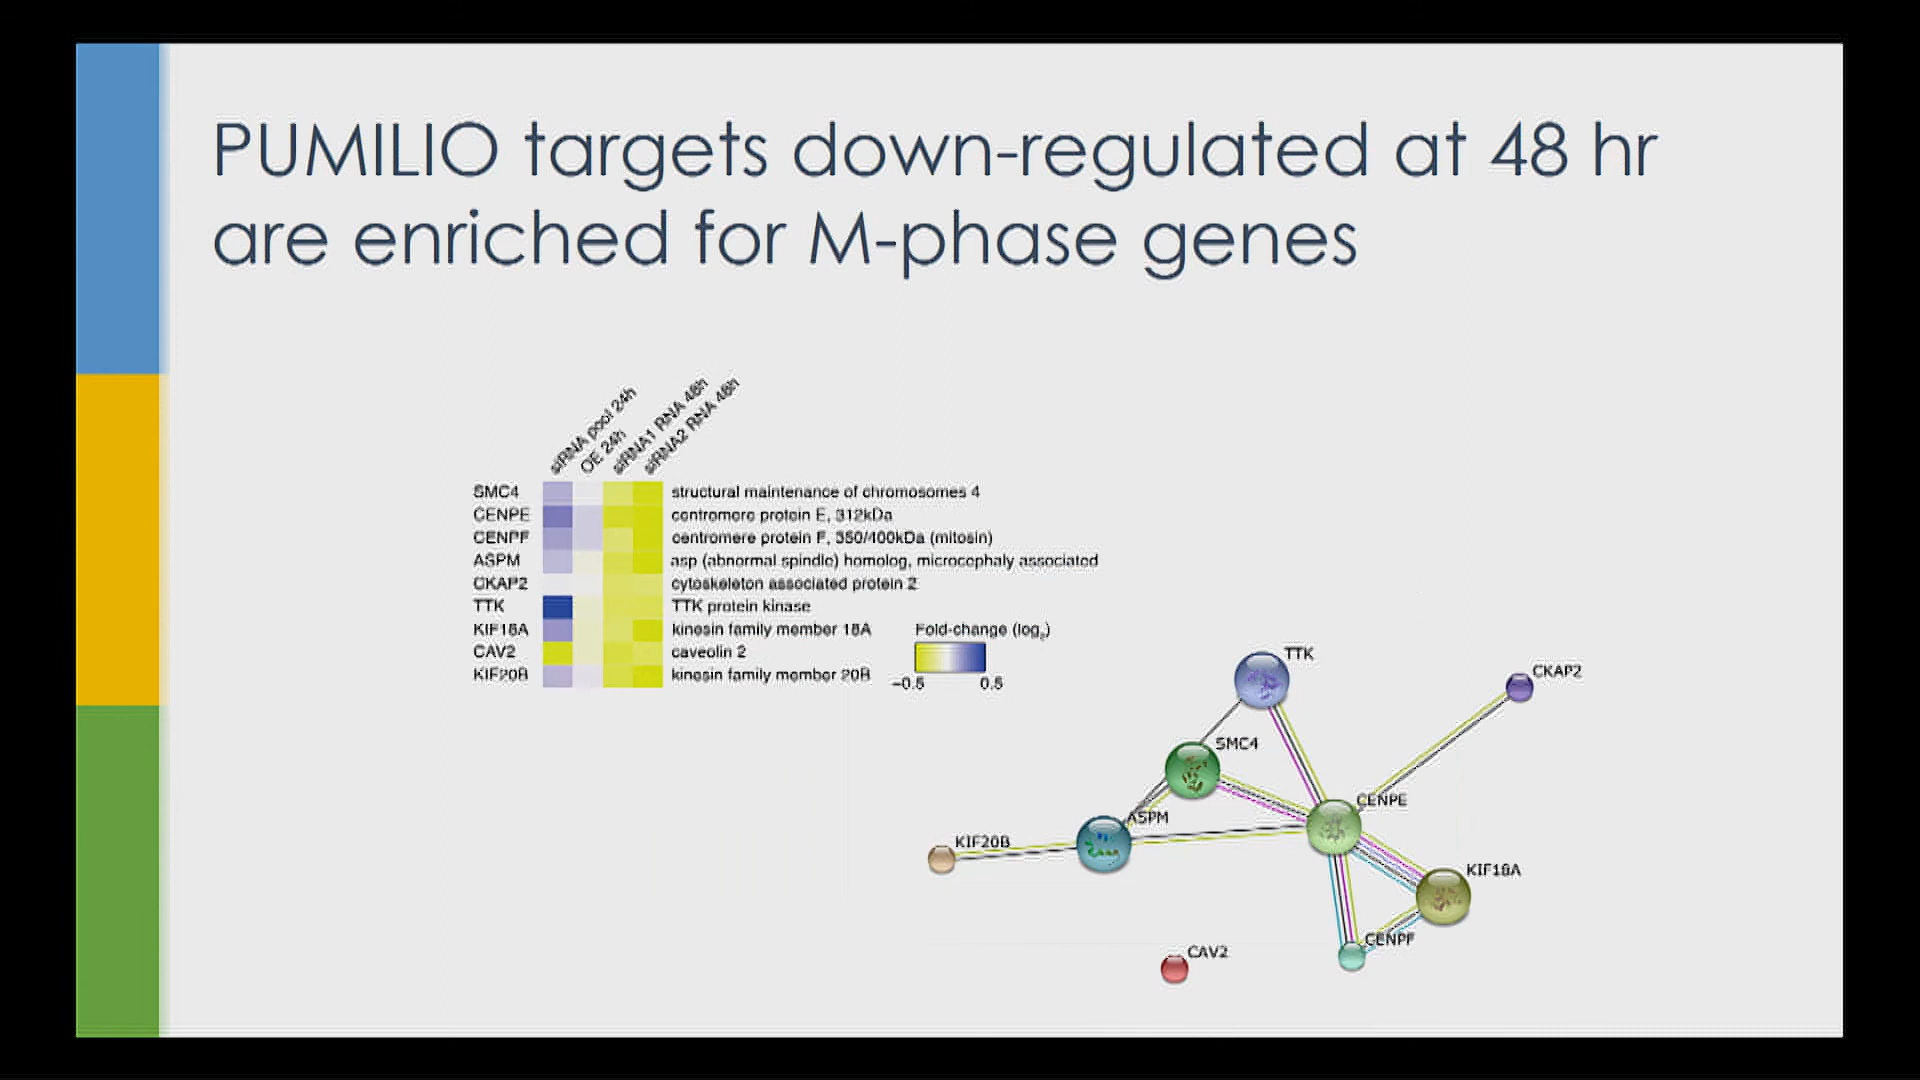 PUMILIO targets down-regulated at 48 hr
are enriched for M-phase genes
siRNA pool 24h
OE 24h
siRNA1 RNA 48h
siRNA2 RNA 48h
SMC4 structural maintenance of chromosomes 4
CENPE centromere protein E, 312kDa
CENPF centromere protein F, 350/400kDa (mitosin)
ASPM asp (abnormal spindle) homolog, microcephaly associated
CKAP2 cytoskeleton associated protein 2
TTK TTK protein kinase
KIF18A kinesin family member 18A
CAV2 caveolin 2
KIF20B kinesin family member 20B
Fold-change (log2)
−0.5 0.5
TTK
CKAP2
SMC4
CENPE
ASPM
KIF20B
KIF18A
CENPF
CAV2